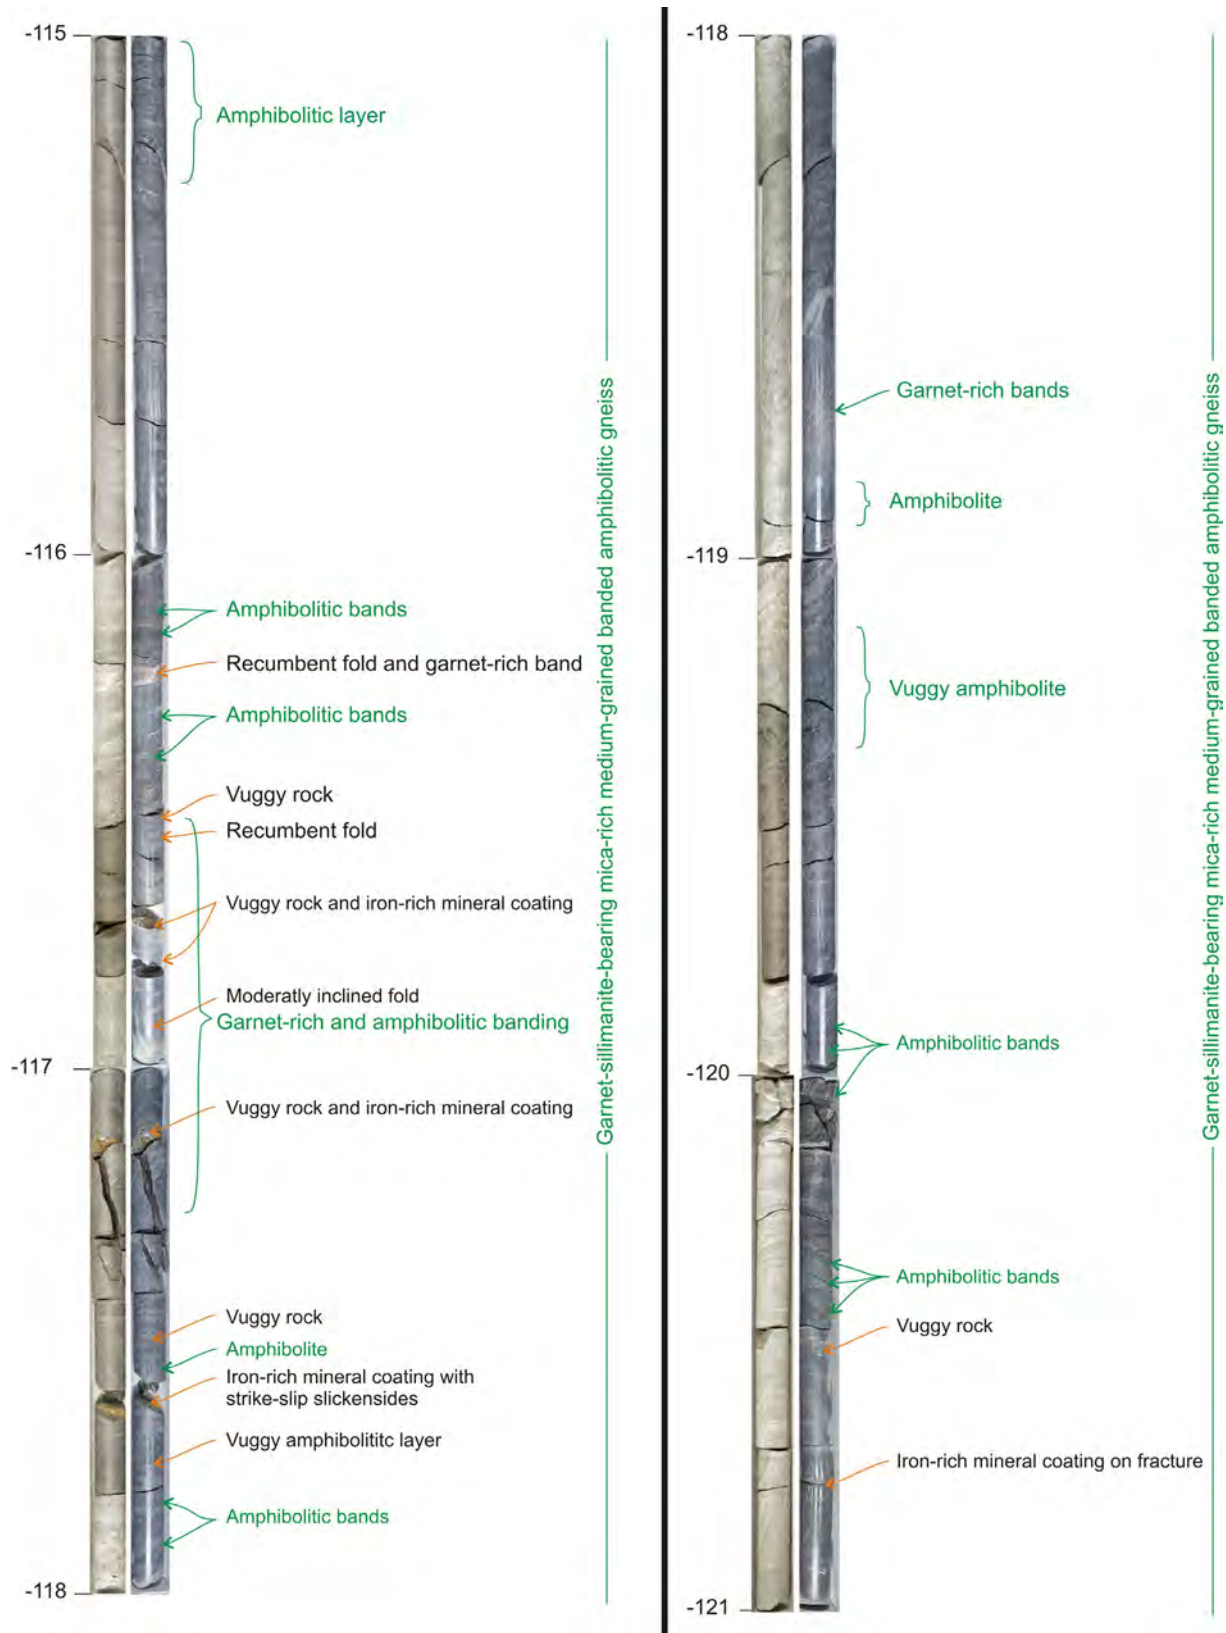 -115
Amphibolitic layer
-116
Amphibolitic bands
Recumbent fold and garnet-rich band
Amphibolitic bands
Vuggy rock
Recumbent fold
Vuggy rock and iron-rich mineral coating
Moderatly inclined fold
Garnet-rich and amphibolitic banding
-117
Vuggy rock and iron-rich mineral coating
Vuggy rock
Amphibolite
Iron-rich mineral coating with
strike-slip slickensides
Vuggy amphibolititc layer
Amphibolitic bands
-118
Garnet-sillimanite-bearing mica-rich medium-grained banded amphibolitic gneiss
-118
Garnet-rich bands
Amphibolite
-119
Vuggy amphibolite
Amphibolitic bands
-120
Amphibolitic bands
Vuggy rock
Iron-rich mineral coating on fracture
-121
Garnet-sillimanite-bearing mica-rich medium-grained banded amphibolitic gneiss